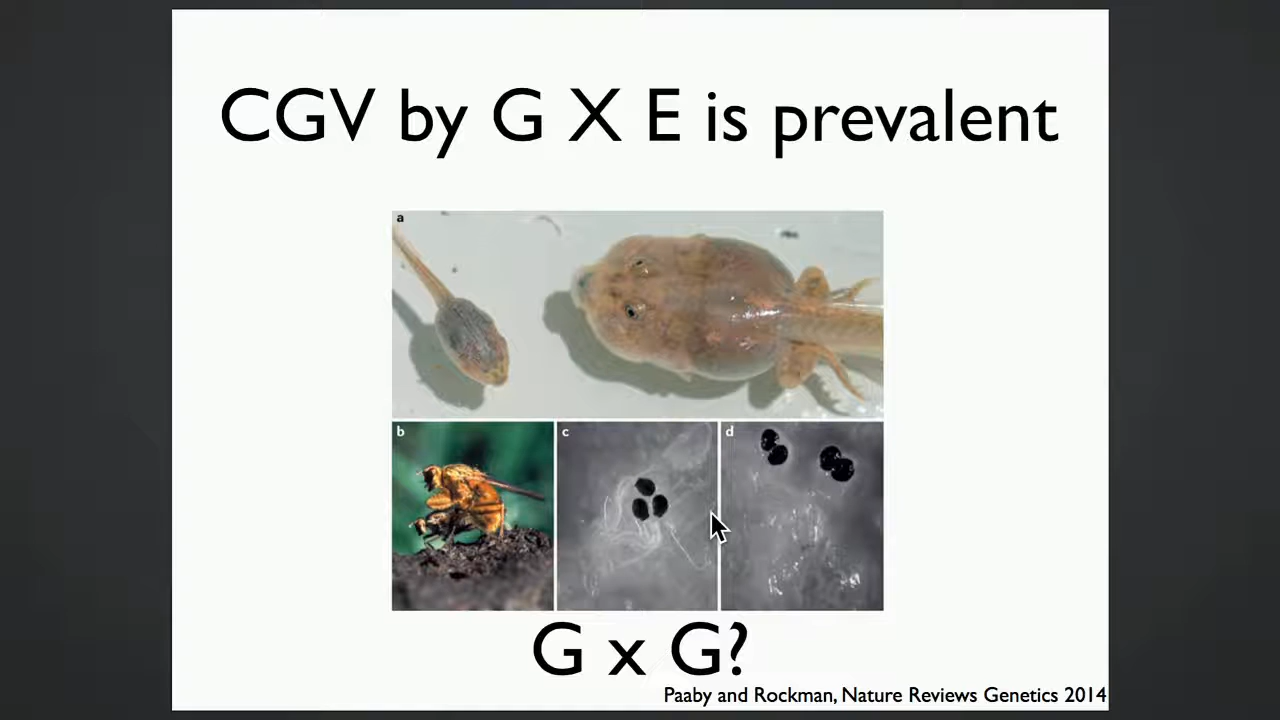 CGV by G X E is prevalent
a
b
c
d
G x G?
Paaby and Rockman, Nature Reviews Genetics 2014